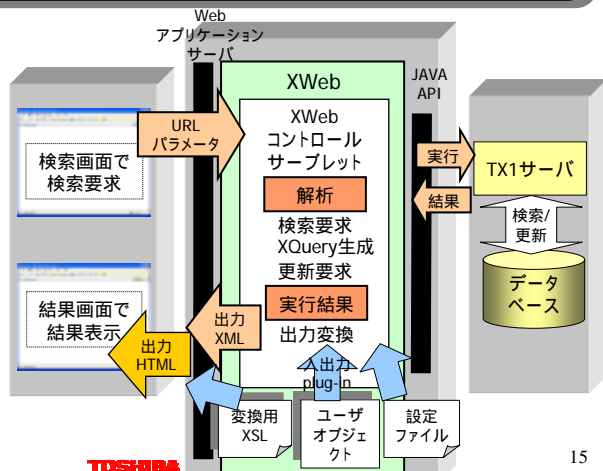 Web
アプリケーション
サーバ
XWeb
JAVA
API
URL
パラメータ
XWeb
コントロール
サーブレット
検索画面で
検索要求
解析
実行
結果
TX1サーバ
検索要求
XQuery生成
更新要求
検索/
更新
データ
ベース
結果画面で
結果表示
実行結果
出力
XML
出力変換
出力
HTML
入出力
plug-in
変換用
XSL
ユーザ
オブジェ
クト
設定
ファイル
TOSHIBA
15